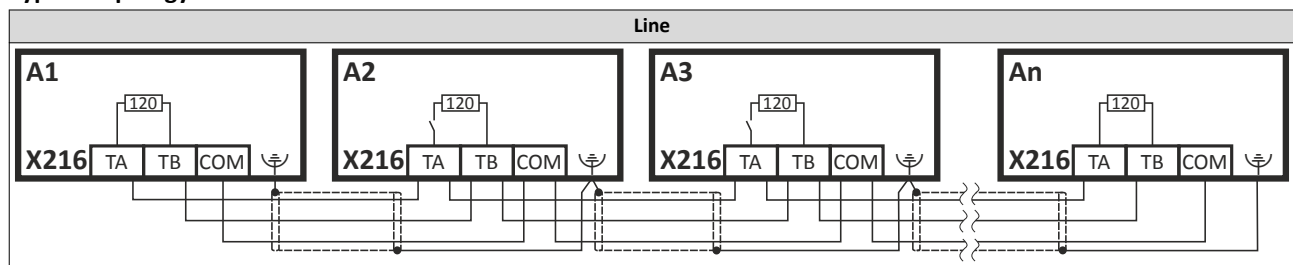 Line
A1 A2 A3 An
120 120 120 120
X216 TA TB COM X216 TA TB COM X216 TA TB COM X216 TA TB COM